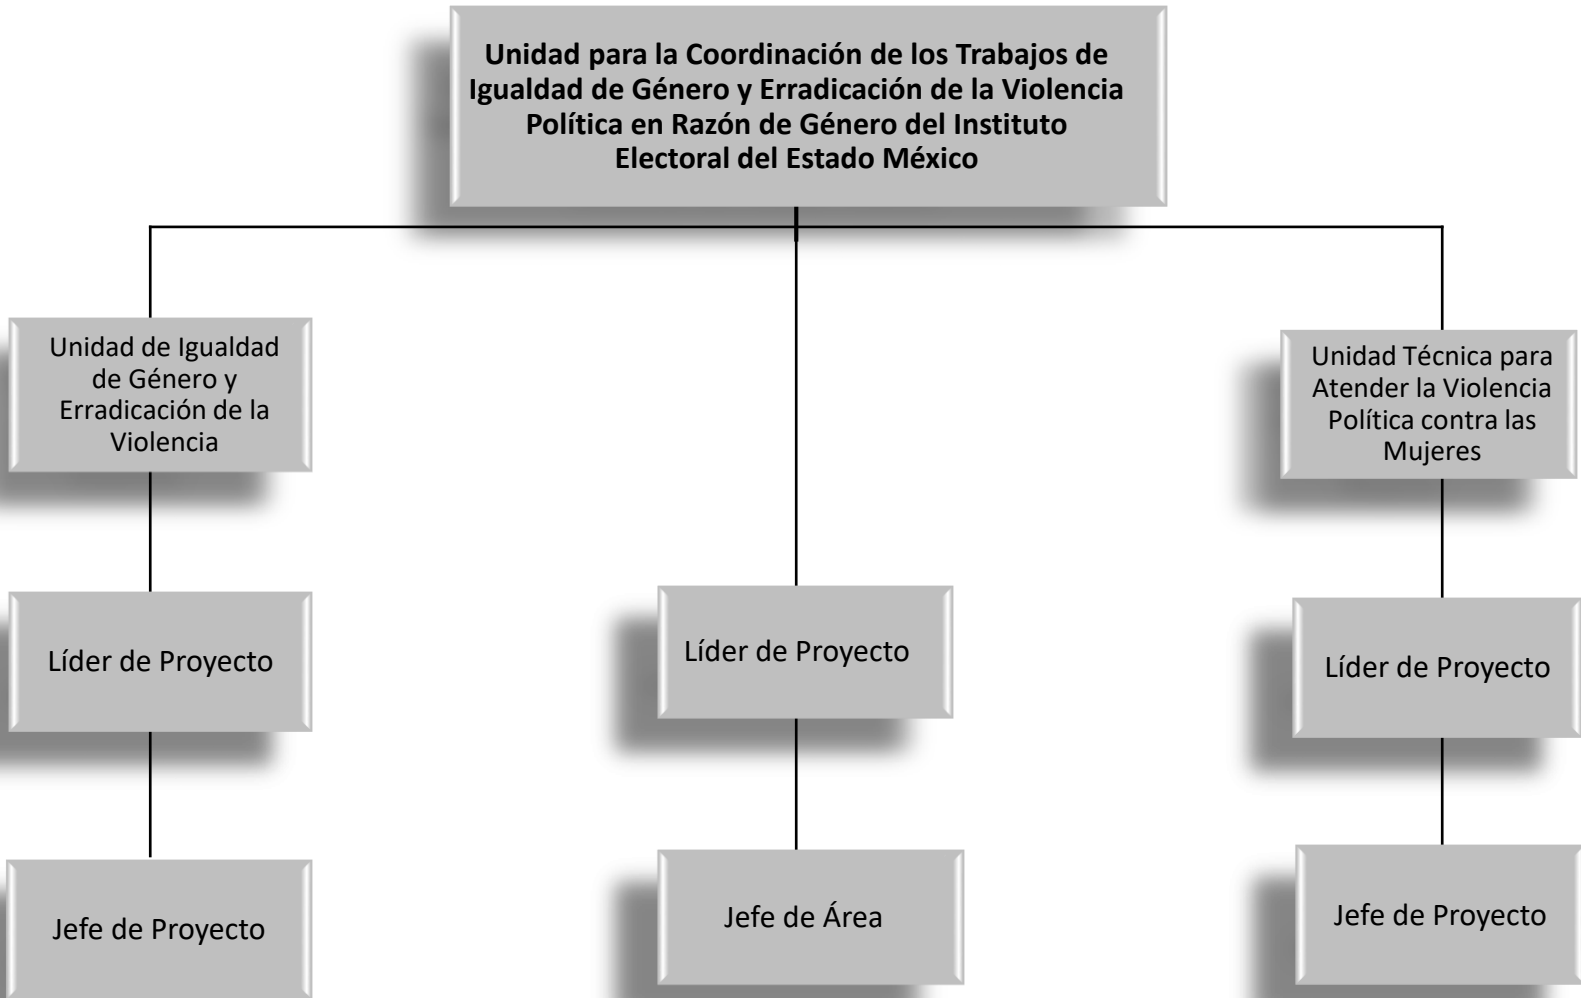 Unidad para la Coordinación de los Trabajos de
Igualdad de Género y Erradicación de la Violencia
Política en Razón de Género del Instituto
Electoral del Estado México
Unidad de Igualdad
de Género y
Erradicación de la
Violencia
Unidad Técnica para
Atender la Violencia
Política contra las
Mujeres
Líder de Proyecto
Líder de Proyecto
Líder de Proyecto
Jefe de Proyecto
Jefe de Área
Jefe de Proyecto